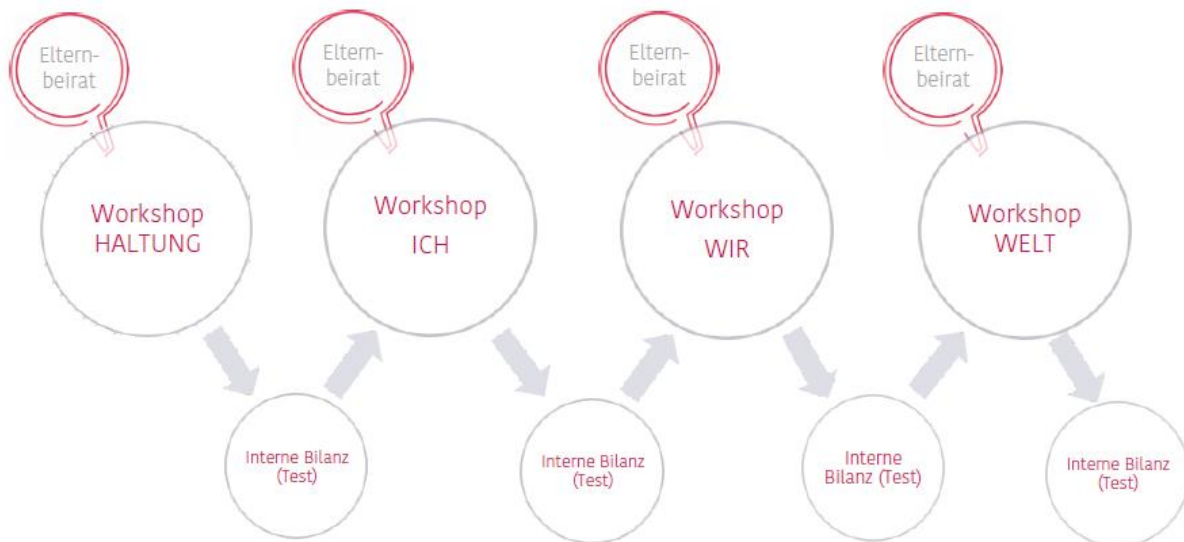 Eltern-
beirat
Eltern-
beirat
Eltern-
beirat
Eltern-
beirat
Workshop
HALTUNG
Workshop
ICH
Workshop
WIR
Workshop
WELT
Interne Bilanz
(Test)
Interne Bilanz
(Test)
Interne
Bilanz (Test)
Interne Bilanz
(Test)